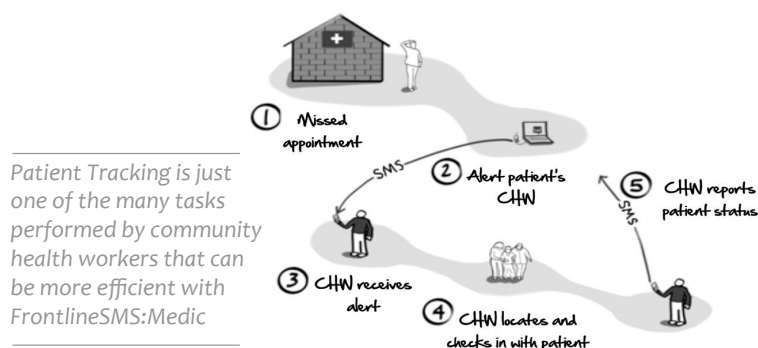 Patient Tracking is just
one of the many tasks
performed by community
health workers that can
be more efficient with
FrontlineSMS:Medic
1 Missed
appointment
SMS
2 Alert patient's
CHW
3 CHW receives
alert
4 CHW locates and
checks in with patient
SMS
5 CHW reports
patient status